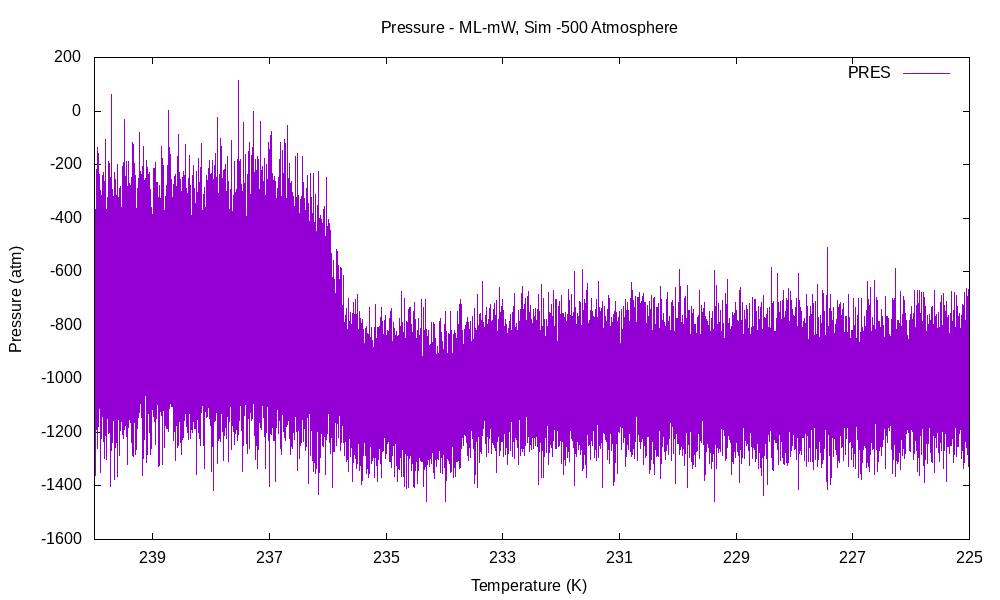 Pressure - ML-mW, Sim -500 Atmosphere
PRES
200
0
-200
-400
-600
-800
-1000
-1200
-1400
-1600
Pressure (atm)
239 237 235 233 231 229 227 225
Temperature (K)